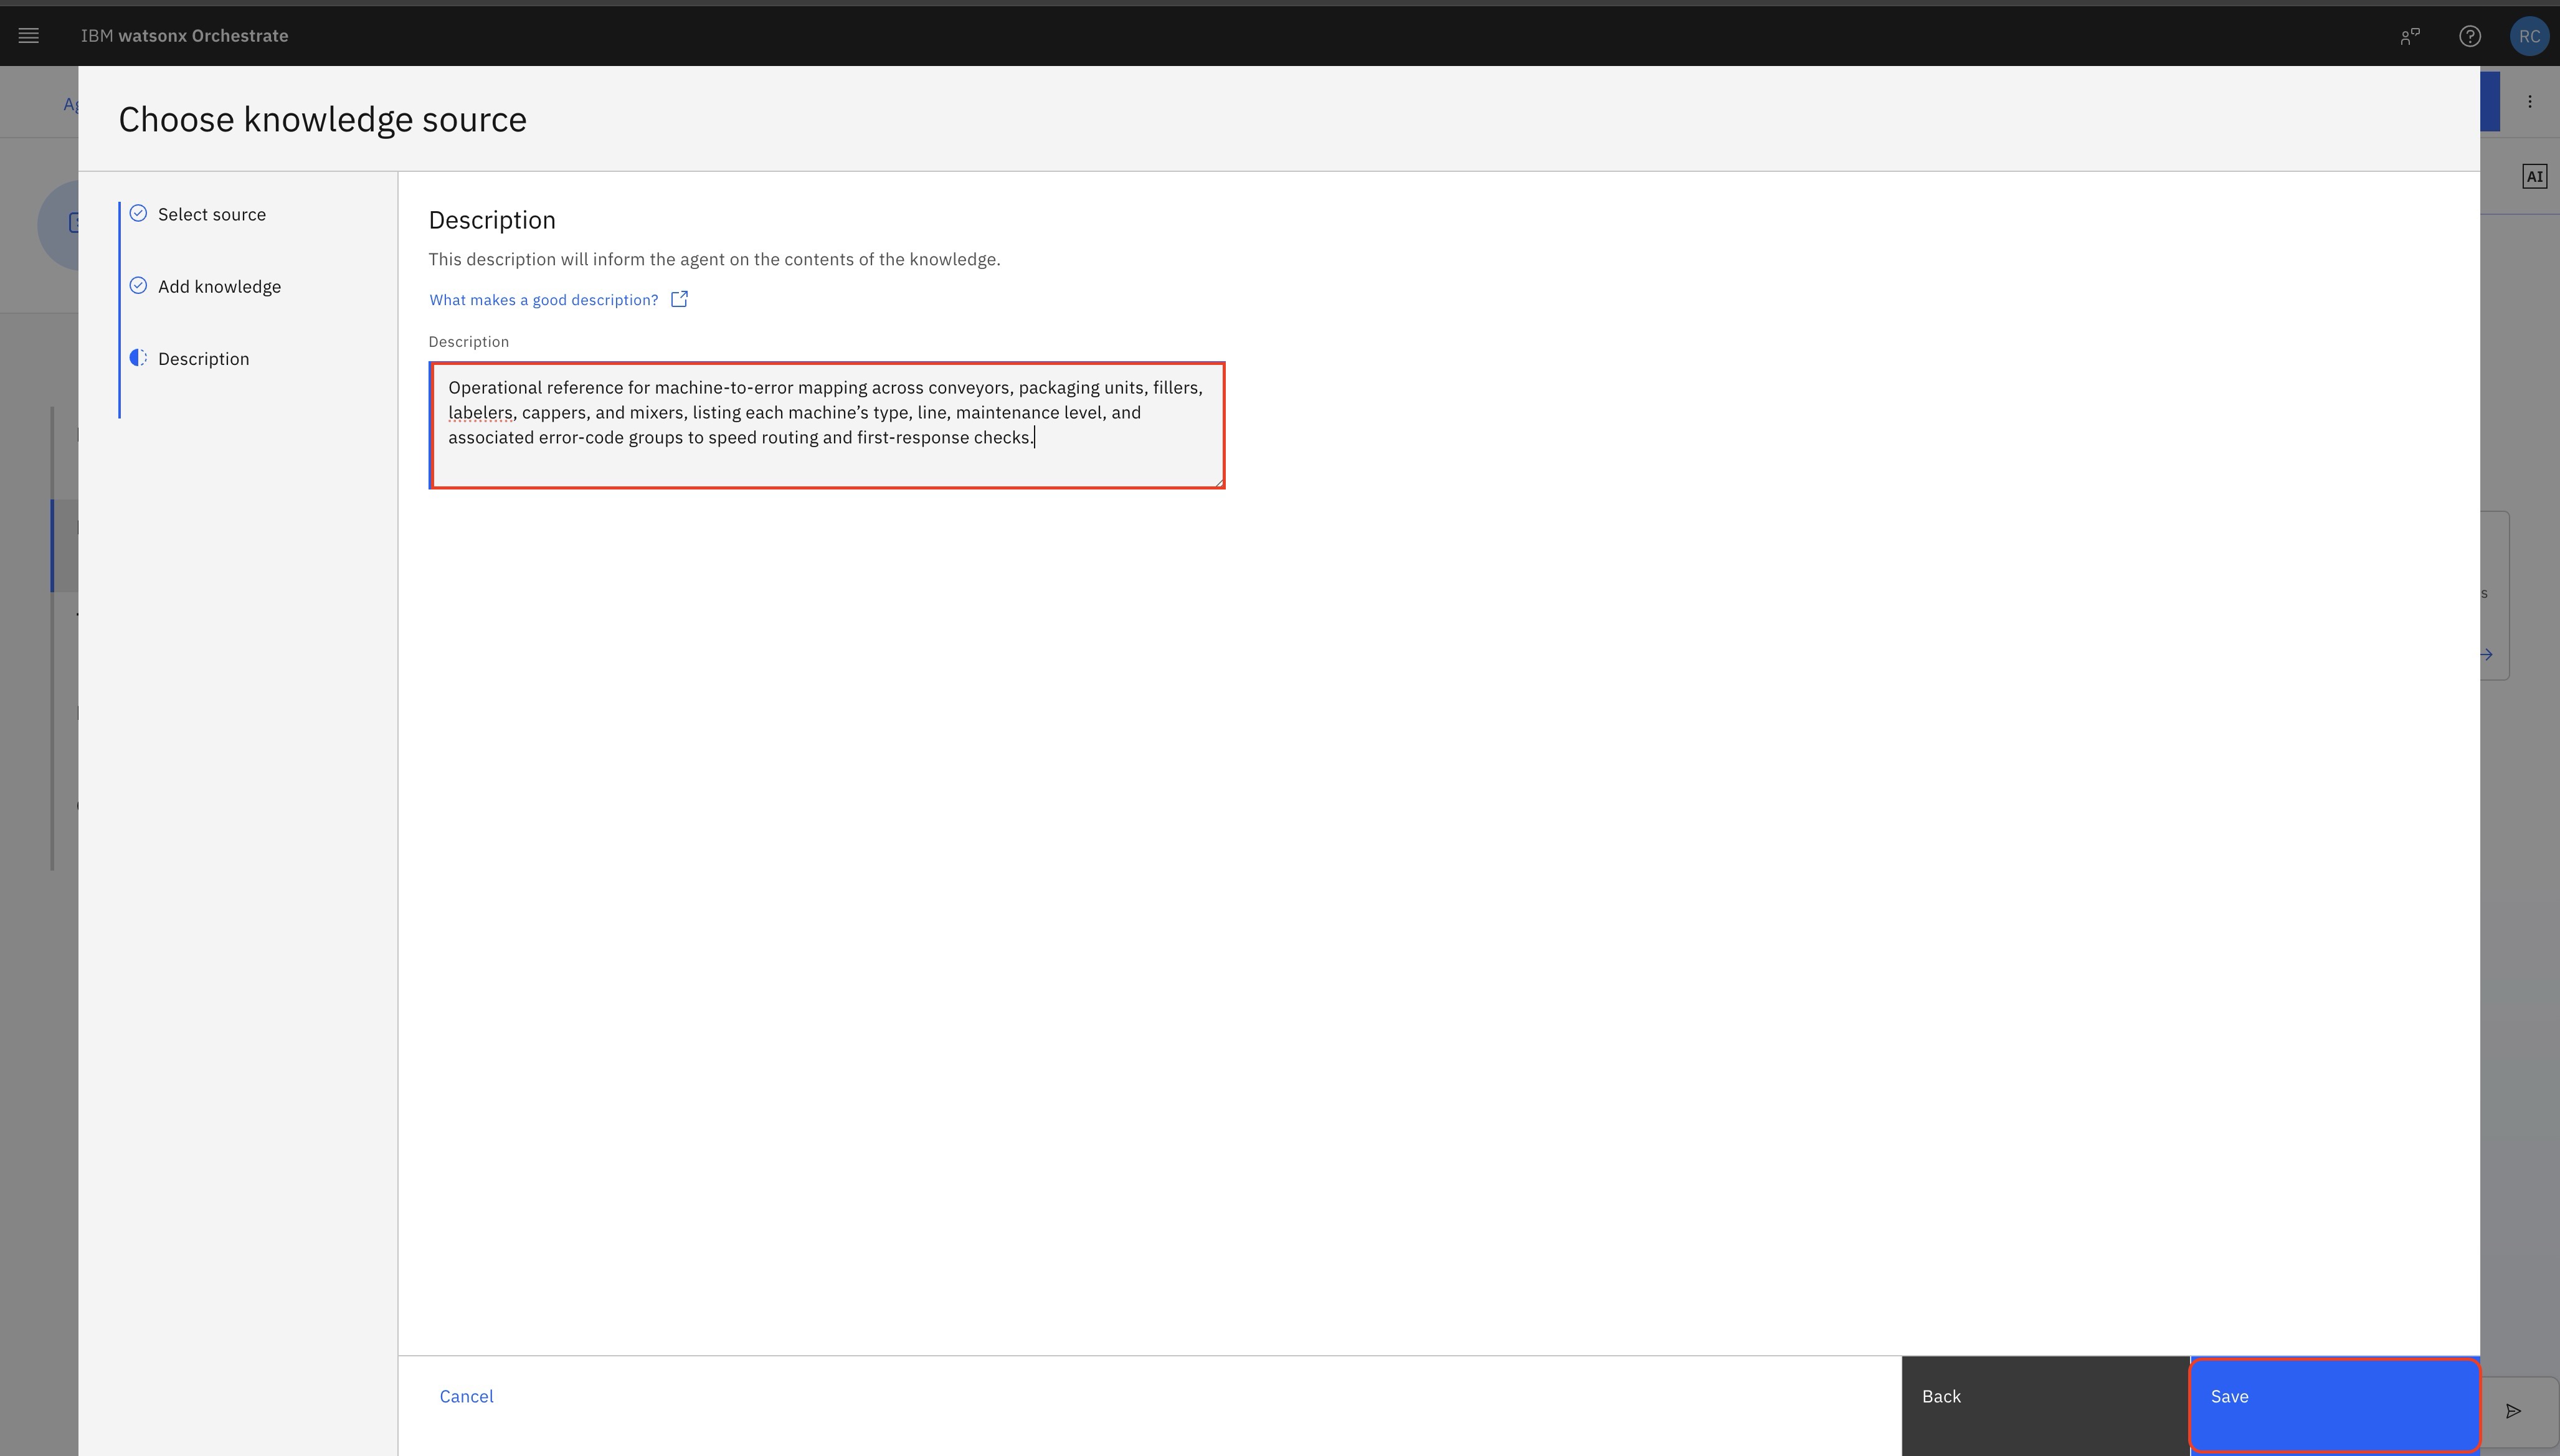 IBM watsonx Orchestrate
RC
Choose knowledge source
AI
Select source
Add knowledge
Description
Description
This description will inform the agent on the contents of the knowledge.
What makes a good description?
Description
Operational reference for machine-to-error mapping across conveyors, packaging units, fillers,
labelers, cappers, and mixers, listing each machine’s type, line, maintenance level, and
associated error-code groups to speed routing and first-response checks.
s
Cancel
Back
Save